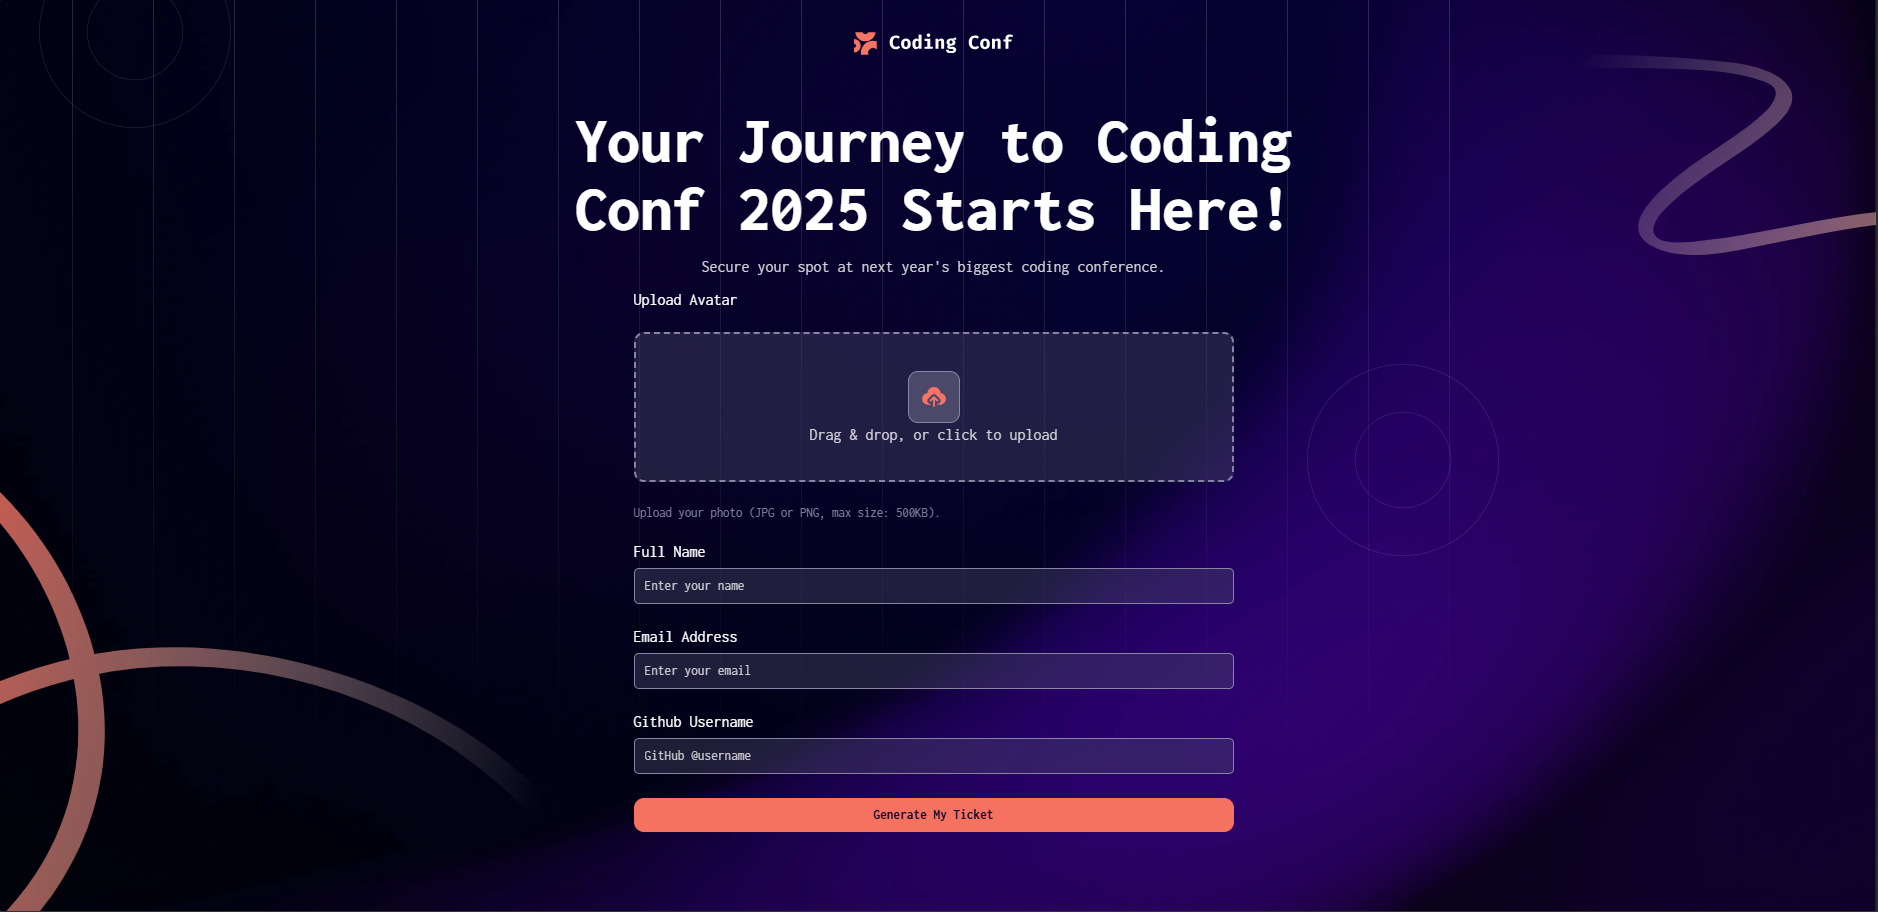 Coding Conf
Your Journey to Coding
Conf 2025 Starts Here!
Secure your spot at next year's biggest coding conference.
Upload Avatar
Drag & drop, or click to upload
Upload your photo (JPG or PNG, max size: 500KB).
Full Name
Enter your name
Email Address
Enter your email
Github Username
GitHub @username
Generate My Ticket